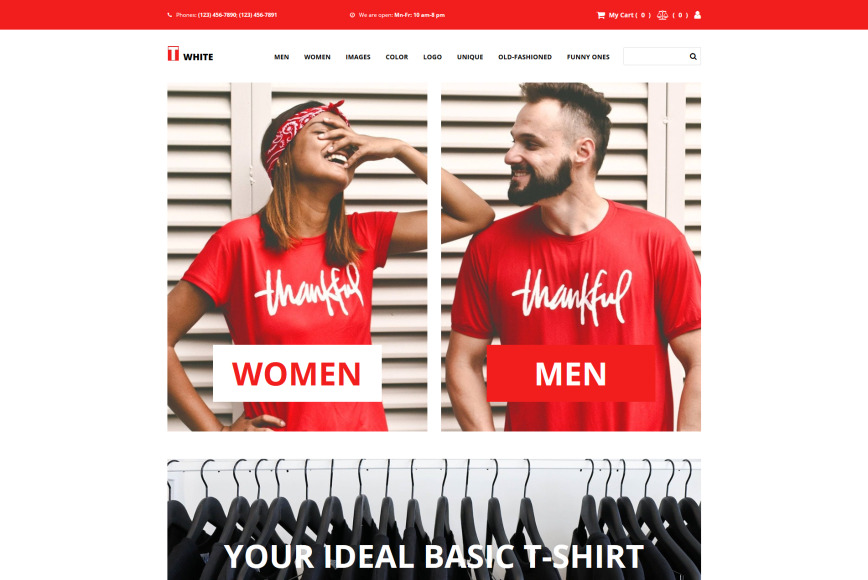 Phones: (123) 456-7890; (123) 456-7891
We are open: Mn-Fr: 10 am-8 pm
My Cart ( 0 ) ( 0 )
T WHITE
MEN WOMEN IMAGES COLOR LOGO UNIQUE OLD-FASHIONED FUNNY ONES
thankful
thankful
WOMEN
MEN
YOUR IDEAL BASIC T-SHIRT